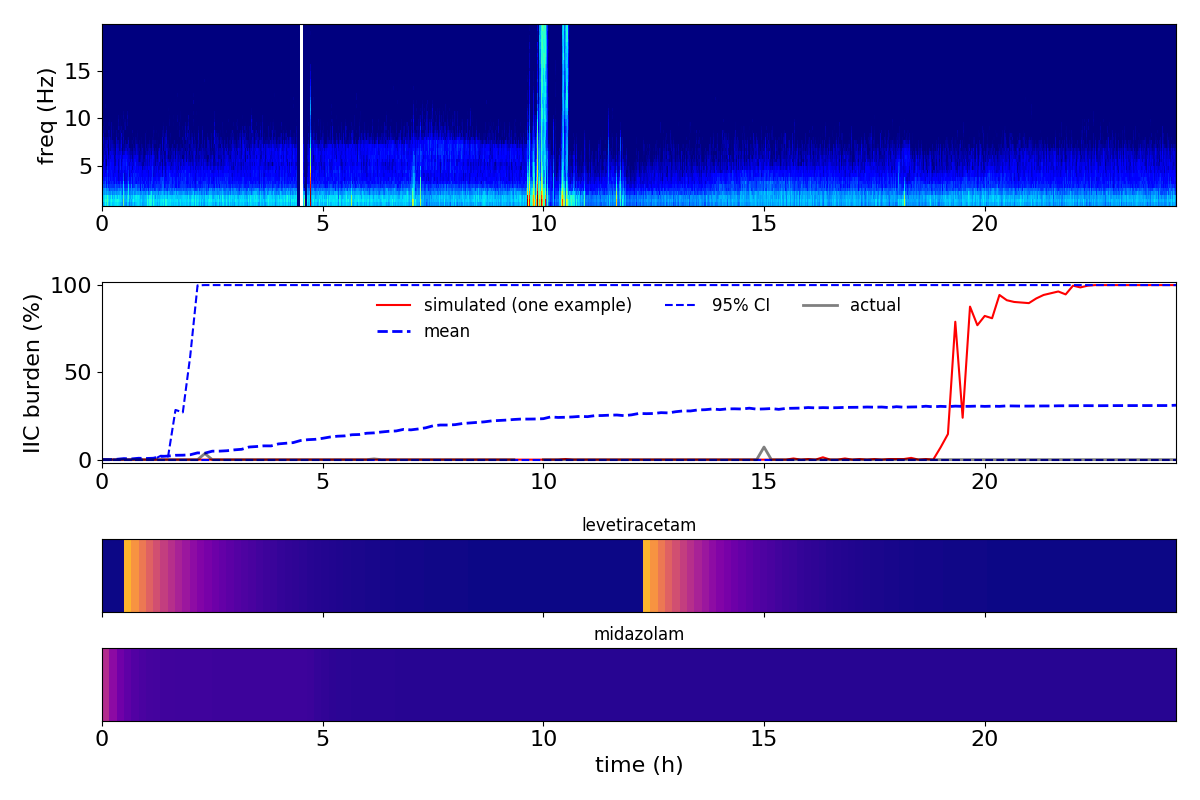 freq (Hz)
15
10
5
0 5 10 15 20
IIC burden (%)
100
50
0
simulated (one example) 95% CI actual
mean
0 5 10 15 20
levetiracetam
midazolam
0 5 10 15 20
time (h)